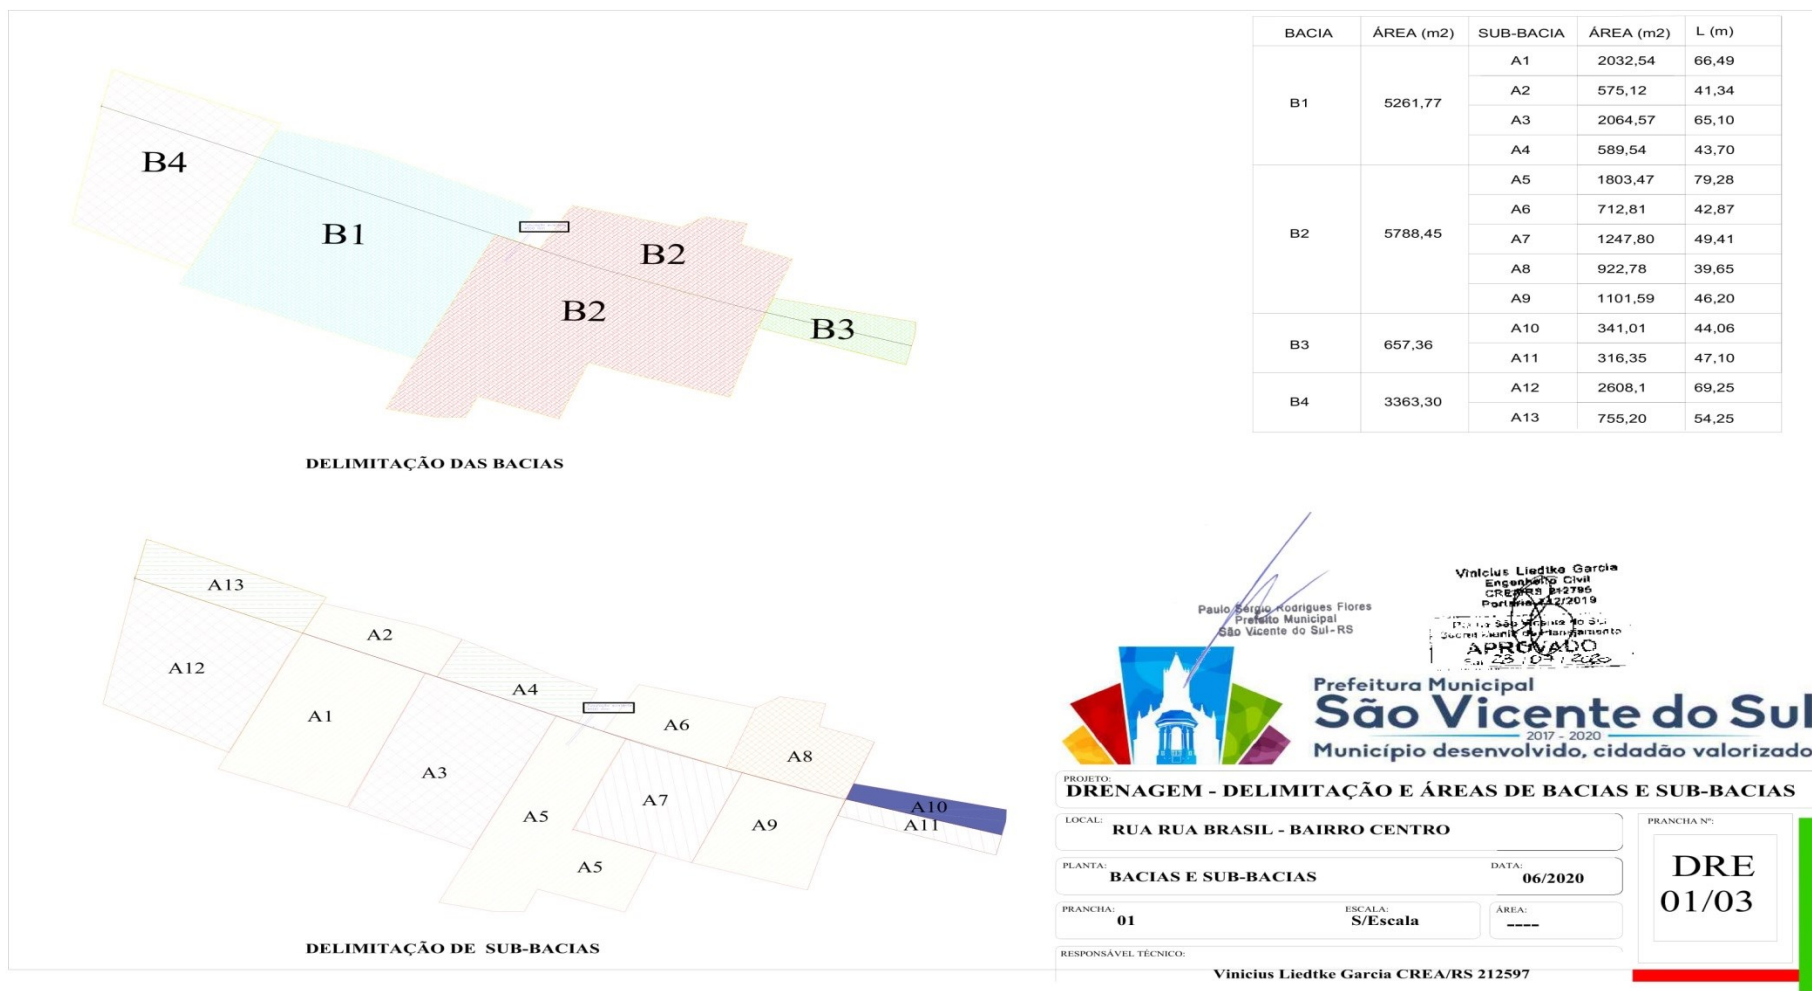 BACIA ÁREA (m2) SUB-BACIA ÁREA (m2) L (m)
A1 2032,54 66,49
A2 575,12 41,34
B1 5261,77
A3 2064,57 65,10
A4 589,54 43,70
A5 1803,47 79,28
A6 712,81 42,87
B2 5788,45 A7 1247,80 49,41
A8 922,78 39,65
A9 1101,59 46,20
A10 341,01 44,06
B3 657,36
A11 316,35 47,10
A12 2608,1 69,25
B4 3363,30
A13 755,20 54,25
B4
B1
B2
B2
B3
DELIMITAÇÃO DAS BACIAS
A13
A2
A12
A4
A1
A6
A3
A8
A7
A5
A9
A10
A11
A5
DELIMITAÇÃO DE SUB-BACIAS
Paulo Sérgio Rodrigues Flores
Prefeito Municipal
São Vicente do Sul-RS
Vinicius Liedtke Garcia
Engenheiro Civil
CREA/RS 212795
APROVADO
Prefeitura Municipal
São Vicente do Sul
2017 - 2020
Município desenvolvido, cidadão valorizado
PROJETO:
DRENAGEM - DELIMITAÇÃO E ÁREAS DE BACIAS E SUB-BACIAS
LOCAL:
RUA RUA BRASIL - BAIRRO CENTRO
PLANTA:
BACIAS E SUB-BACIAS
DATA:
06/2020
PRANCHA:
01
ESCALA:
S/Escala
ÁREA:
----
PRANCHA Nº:
DRE
01/03
RESPONSÁVEL TÉCNICO:
Vinicius Liedtke Garcia CREA/RS 212597